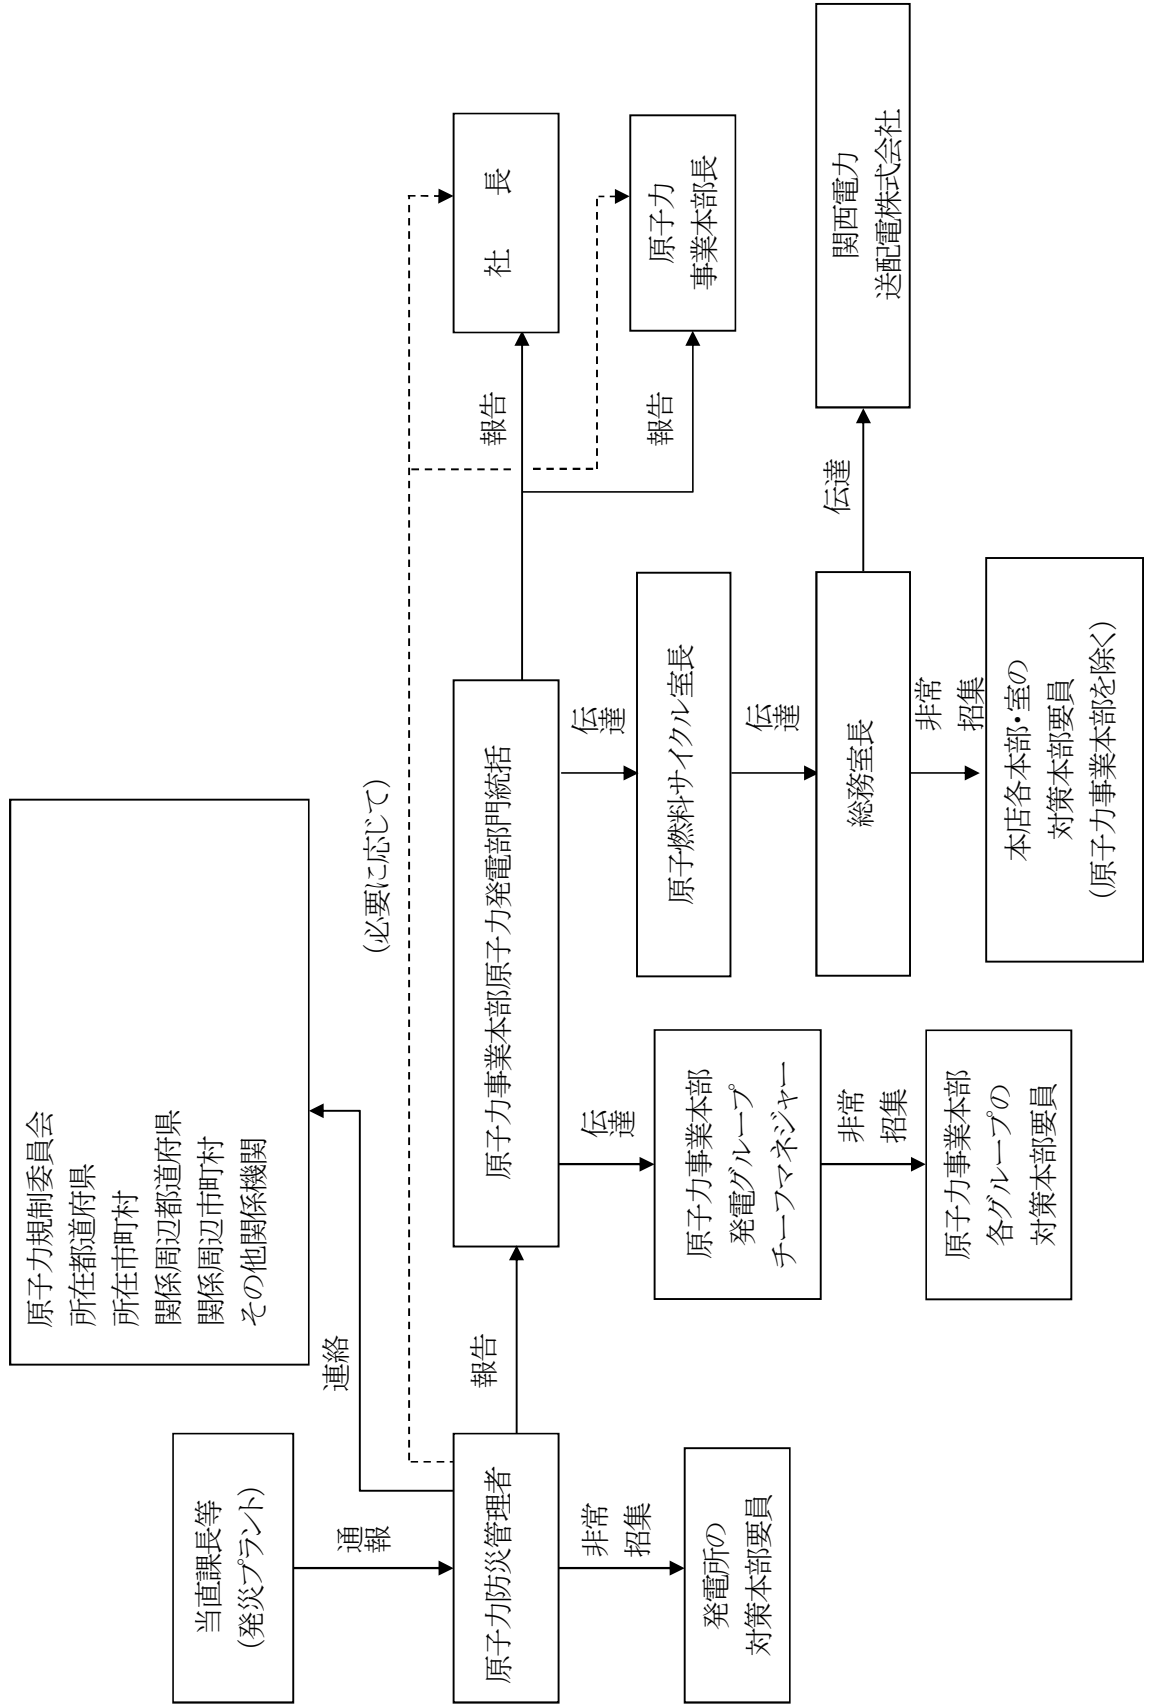 原子力規制委員会
所在都道府県
所在市町村
関係周辺都道府県
関係周辺市町村
その他関係機関
当直課長等
(発災プラント)
通報
連絡
(必要に応じて)
原子力防災管理者
報告
原子力事業本部原子力発電部門統括
報告
社　長
非常
招集
発電所の
対策本部要員
伝達
原子力事業本部
発電グループ
チーフマネジャー
非常
招集
原子力事業本部
各グループの
対策本部要員
伝達
原子燃料サイクル室長
報告
原子力
事業本部長
伝達
総務室長
伝達
関西電力
送配電株式会社
非常
招集
本店各本部・室の
対策本部要員
(原子力事業本部を除く)